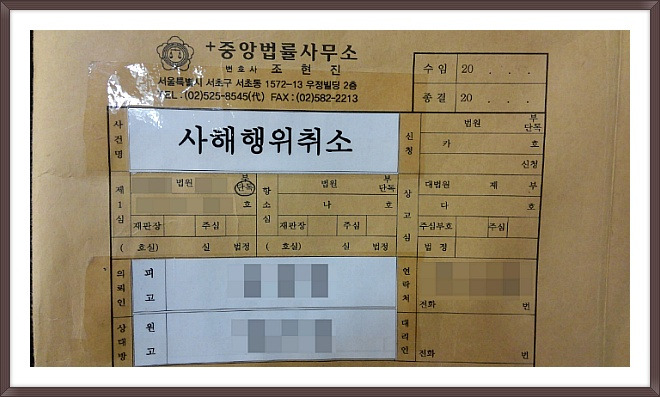 +중앙법률사무소
변호사 조현진
서울특별시 서초구 서초동 1572-13 우정빌딩 2층
TEL : (02)525-8545(代) FAX : (02)582-2213
수임 20 . . .
종결 20 . . .
사건명 사해행위취소
신청 법원 부 단독
카 호
신청
제1심 법원 부 단독
호
재판장 주심
( 호실) 실 법정
항소심 법원 부 단독
나 호
재판장 주심
( 호실) 실 법정
상고심 대법원 제 부
다 호
주심부호 주심
법정
의뢰인 피고
연락처
전화 번
상대방 원고
대리인
전화 번